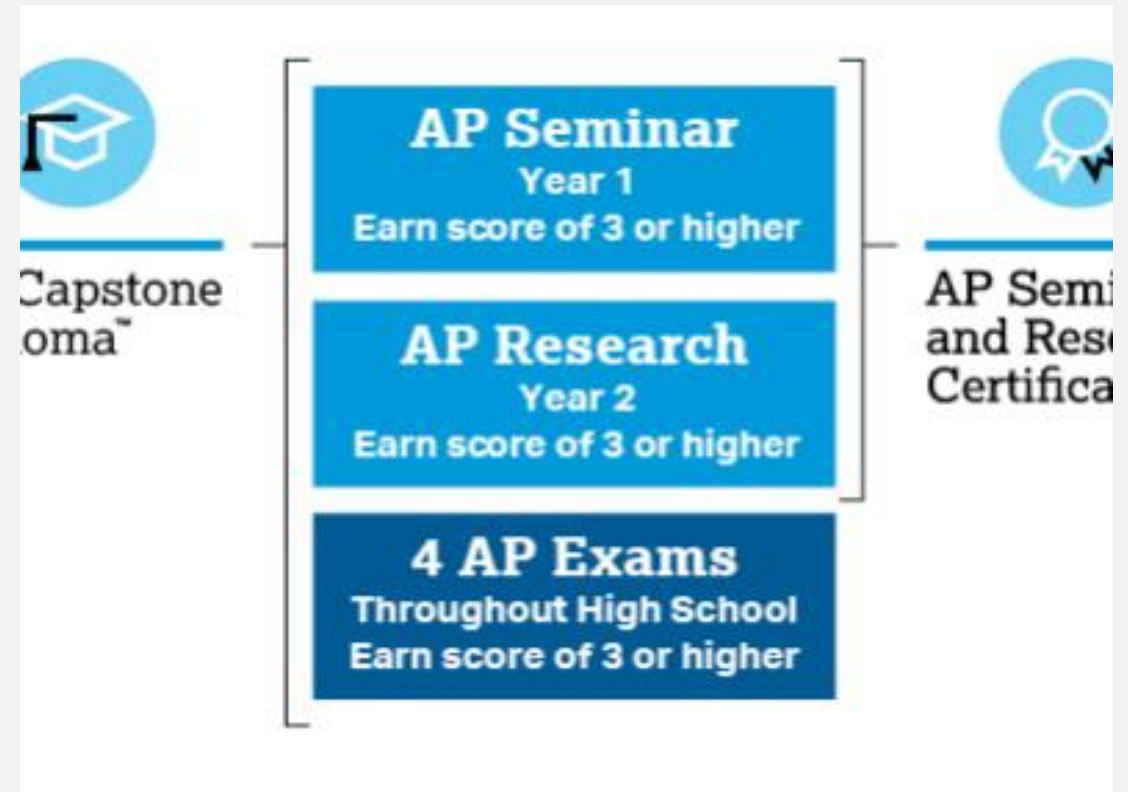 Capstone
oma™
AP Seminar
Year 1
Earn score of 3 or higher
AP Research
Year 2
Earn score of 3 or higher
4 AP Exams
Throughout High School
Earn score of 3 or higher
AP Semi
and Rese
Certifica